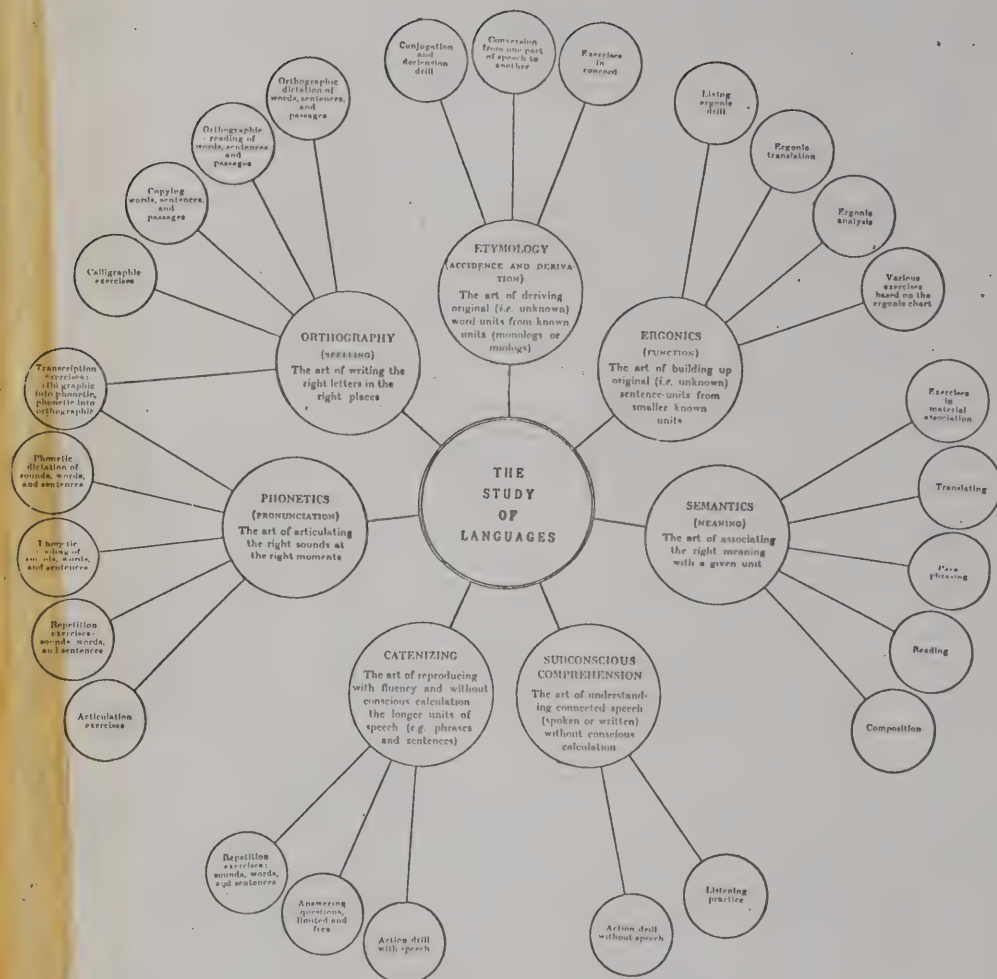 THE
STUDY
OF
LANGUAGES
ETYMOLOGY
(ACCIDENCE AND DERIVA-
TION)
The art of deriving
original (i.e. unknown)
word-units from known
units (monologs or
miologs)
Conjugation
and
declension
drill
Conversion
from one part
of speech to
another
Exercises
in
concord
ERGONICS
(FUNCTION)
The art of building up
original (i.e. unknown)
sentence-units from
smaller known
units
Living
ergonic
drill
Ergonic
translation
Ergonic
analysis
Various
exercises
based on the
ergonic chart
SEMANTICS
(MEANING)
The art of associating
the right meaning
with a given unit
Exercises
in
material
association
Translating
Para
phrasing
Reading
Composition
SUBCONSCIOUS
COMPREHENSION
The art of understand-
ing connected speech
(spoken or written)
without conscious
calculation
Listening
practice
Action drill
without speech
CATENIZING
The art of reproducing
with fluency and without
conscious calculation
the longer units of
speech (e.g. phrases
and sentences)
Action drill
with speech
Answering
questions,
limited and
free
Repetition
exercises:
sounds, words,
and sentences
PHONETICS
(PRONUNCIATION)
The art of articulating
the right sounds at
the right moments
Articulation
exercises
Repetition
exercises:
sounds, words,
and sentences
Phonetic
reading of
sounds, words,
and sentences
Phonetic
dictation of
sounds, words,
and sentences
Transcription
exercises:
orthographic
into phonetic,
phonetic into
orthographic
ORTHOGRAPHY
(SPELLING)
The art of writing the
right letters in the
right places
Calligraphic
exercises
Copying
words, sentences,
and
passages
Orthographic
reading of
words, sentences
and
passages
Orthographic
dictation of
words, sentences,
and
passages